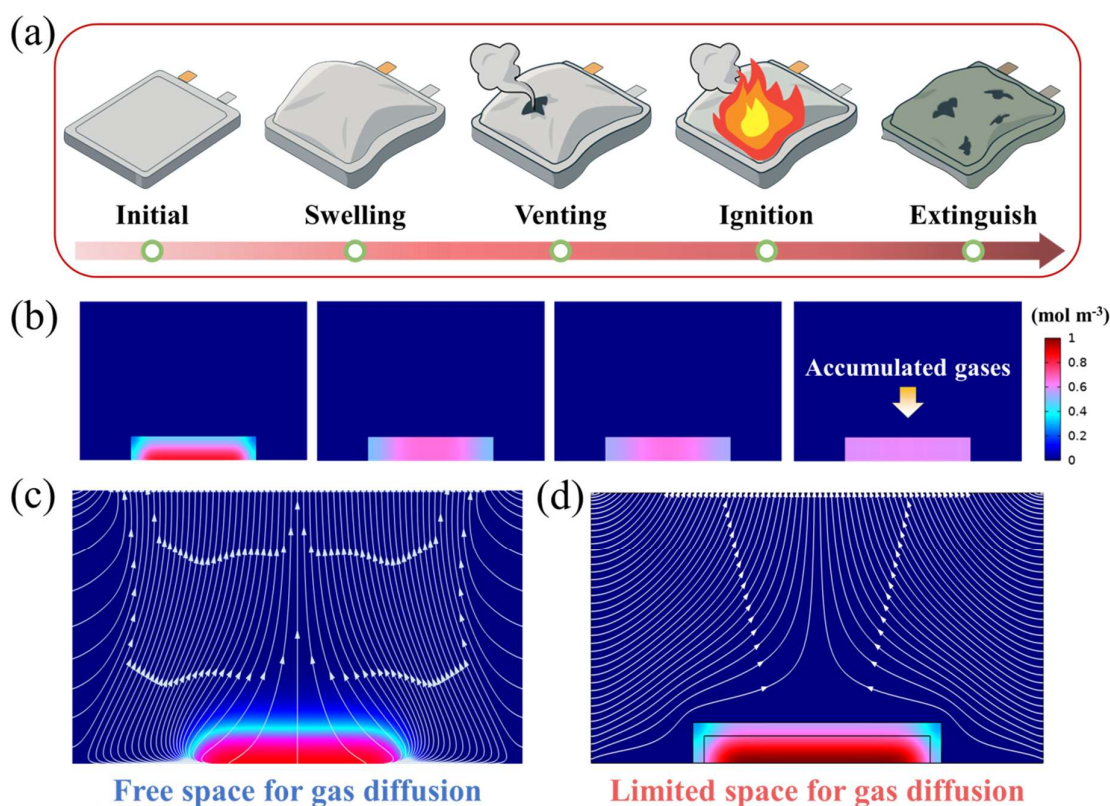 (a)
Initial
Swelling
Venting
Ignition
Extinguish
(b)
(mol m⁻³)
Accumulated gases
1
0.8
0.6
0.4
0.2
0
(c)
(d)
Free space for gas diffusion
Limited space for gas diffusion